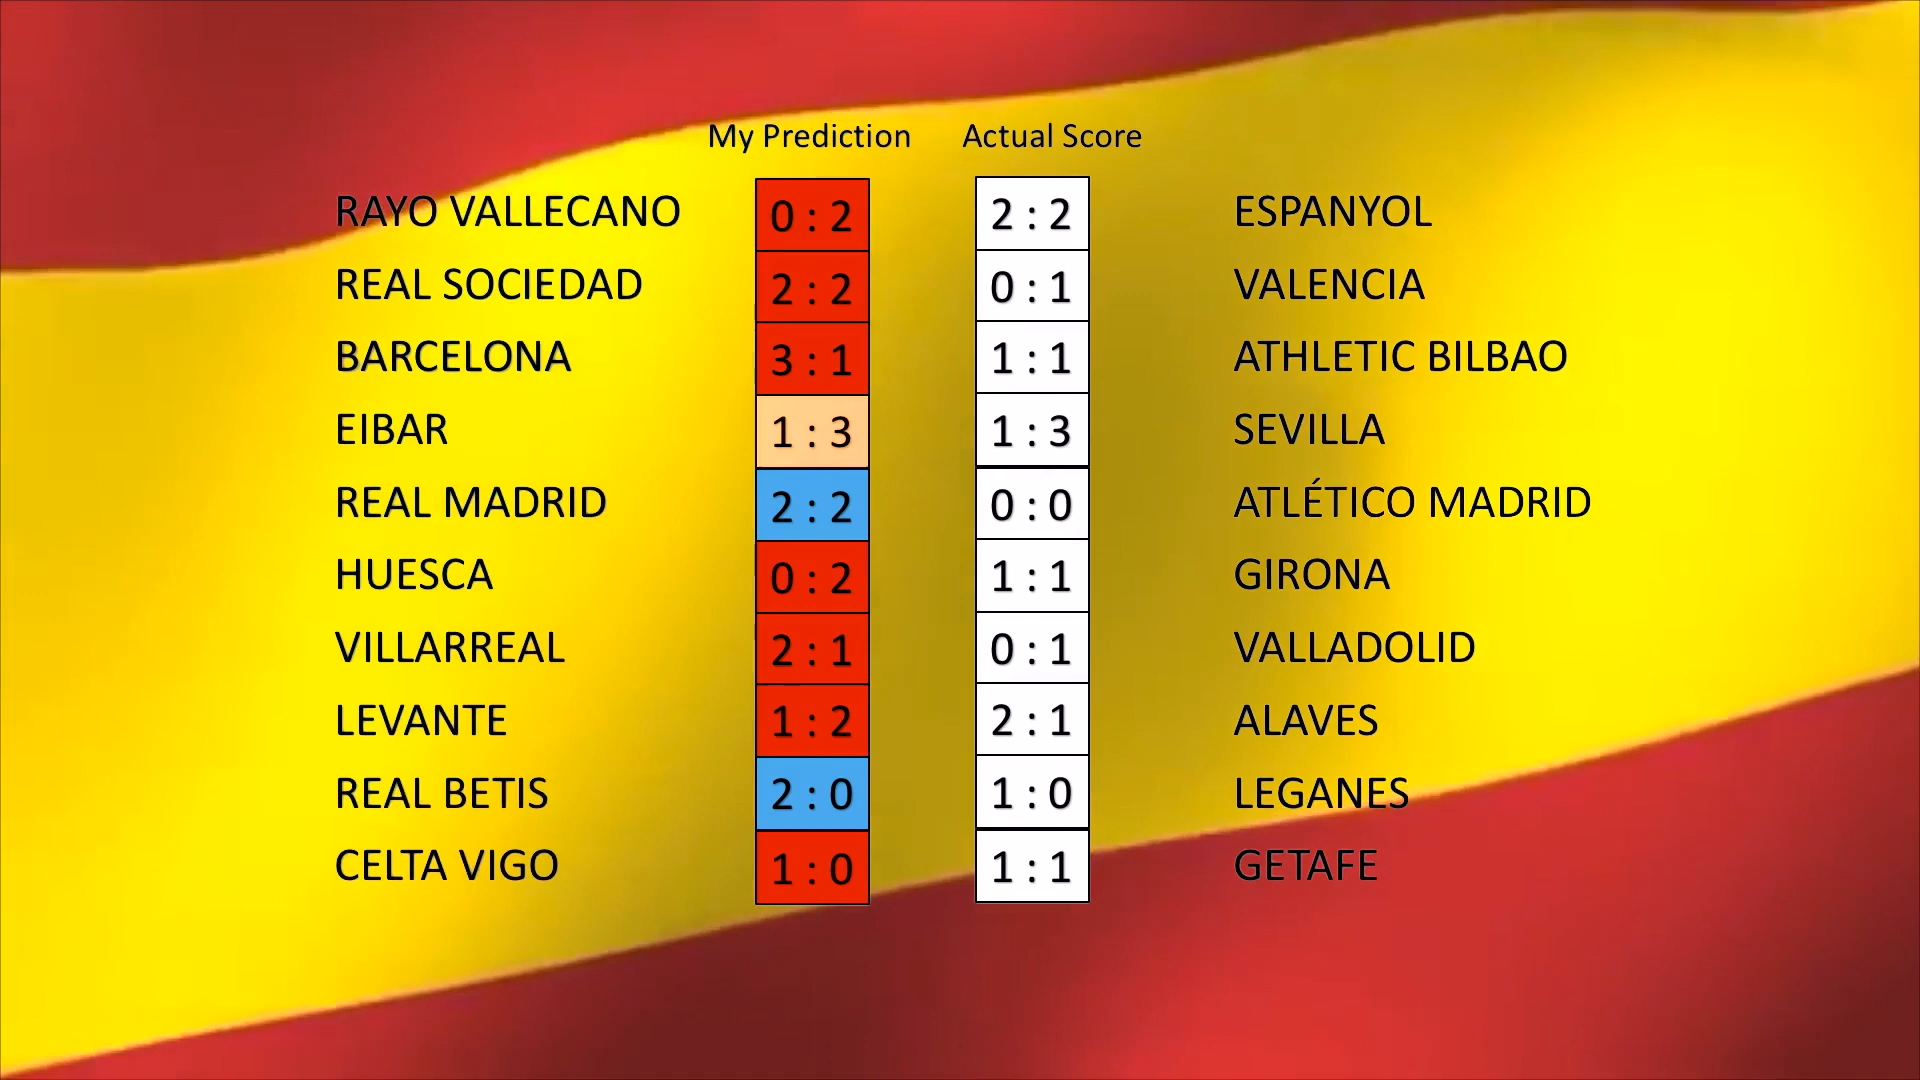 My Prediction Actual Score
RAYO VALLECANO 0 : 2 2 : 2 ESPANYOL
REAL SOCIEDAD 2 : 2 0 : 1 VALENCIA
BARCELONA 3 : 1 1 : 1 ATHLETIC BILBAO
EIBAR 1 : 3 1 : 3 SEVILLA
REAL MADRID 2 : 2 0 : 0 ATLÉTICO MADRID
HUESCA 0 : 2 1 : 1 GIRONA
VILLARREAL 2 : 1 0 : 1 VALLADOLID
LEVANTE 1 : 2 2 : 1 ALAVES
REAL BETIS 2 : 0 1 : 0 LEGANES
CELTA VIGO 1 : 0 1 : 1 GETAFE